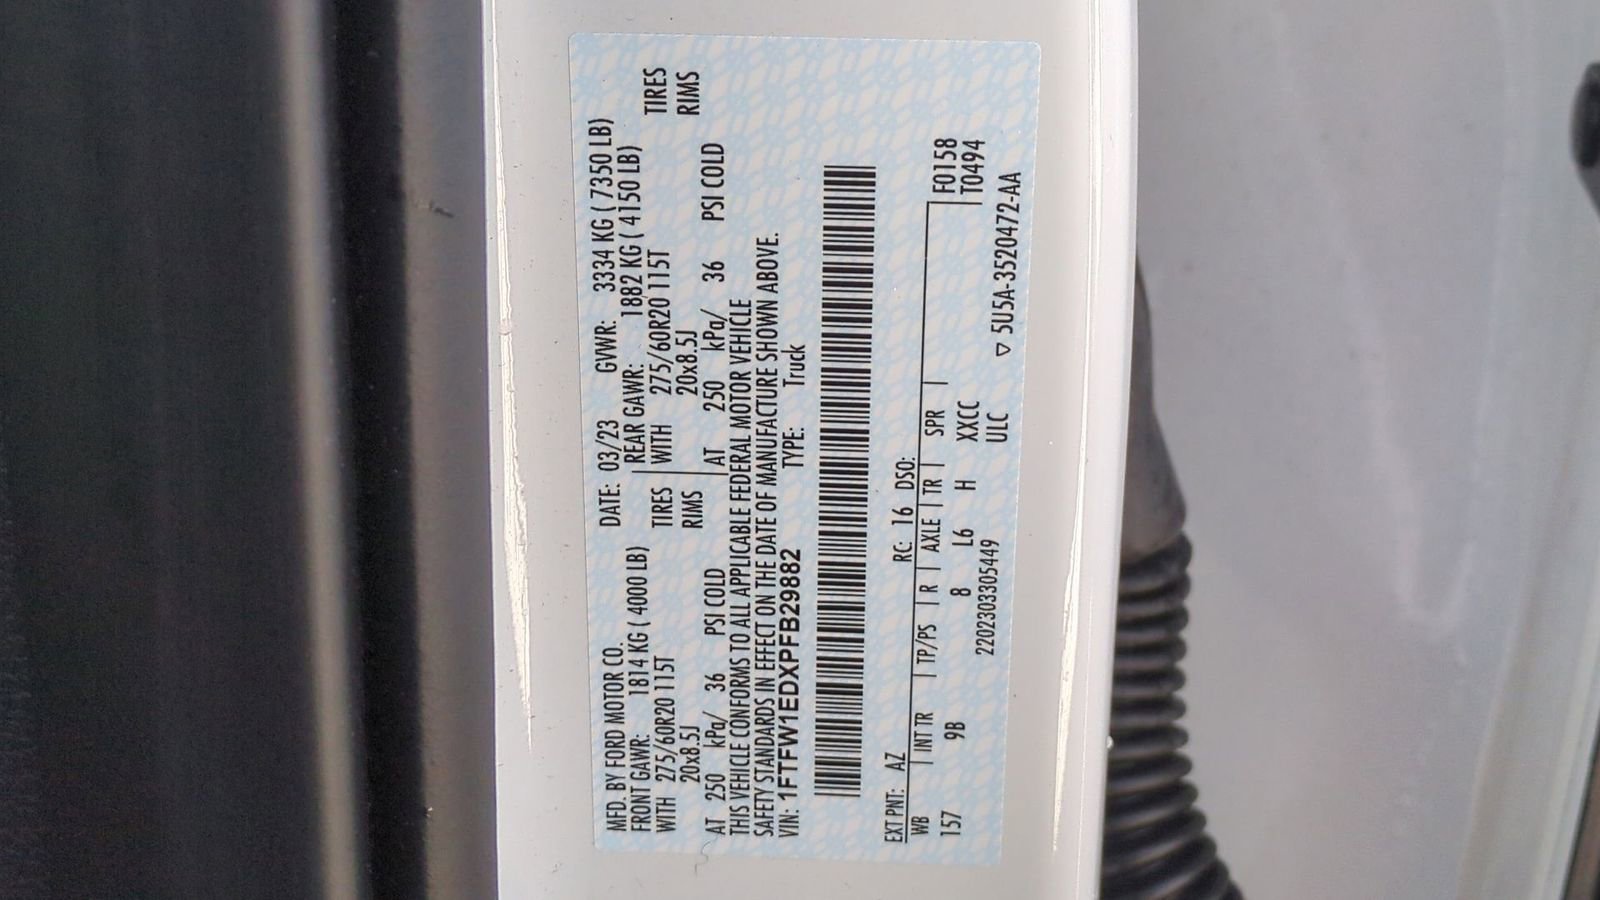 MFD. BY FORD MOTOR CO. DATE: 03/23 GVWR: 3334 KG ( 7350 LB)
FRONT GAWR: 1814 KG ( 4000 LB) REAR GAWR: 1882 KG ( 4150 LB)
WITH 275/60R20 115T TIRES WITH 275/60R20 115T TIRES
20x8.5J RIMS 20x8.5J RIMS
AT 250 kPa/ 36 PSI COLD AT 250 kPa/ 36 PSI COLD
THIS VEHICLE CONFORMS TO ALL APPLICABLE FEDERAL MOTOR VEHICLE
SAFETY STANDARDS IN EFFECT ON THE DATE OF MANUFACTURE SHOWN ABOVE.
VIN: 1FTFW1EDXPFB29882 TYPE: Truck
EXT PNT: AZ RC: 16 DSO:
WB | INT TR | TP/PS | R | AXLE | TR | SPR | F0158
157 9B 8 L6 H XXCC T0494
2202303305449 ULC
▽ 5U5A-3520472-AA